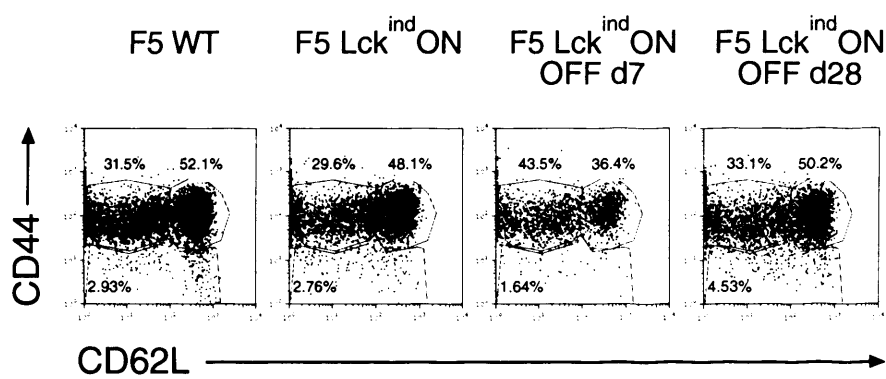 F5 WT
F5 Lck^ind ON
F5 Lck^ind ON
OFF d7
F5 Lck^ind ON
OFF d28
CD44
31.5% 52.1%
2.93%
29.6% 48.1%
2.76%
43.5% 36.4%
1.64%
33.1% 50.2%
4.53%
CD62L